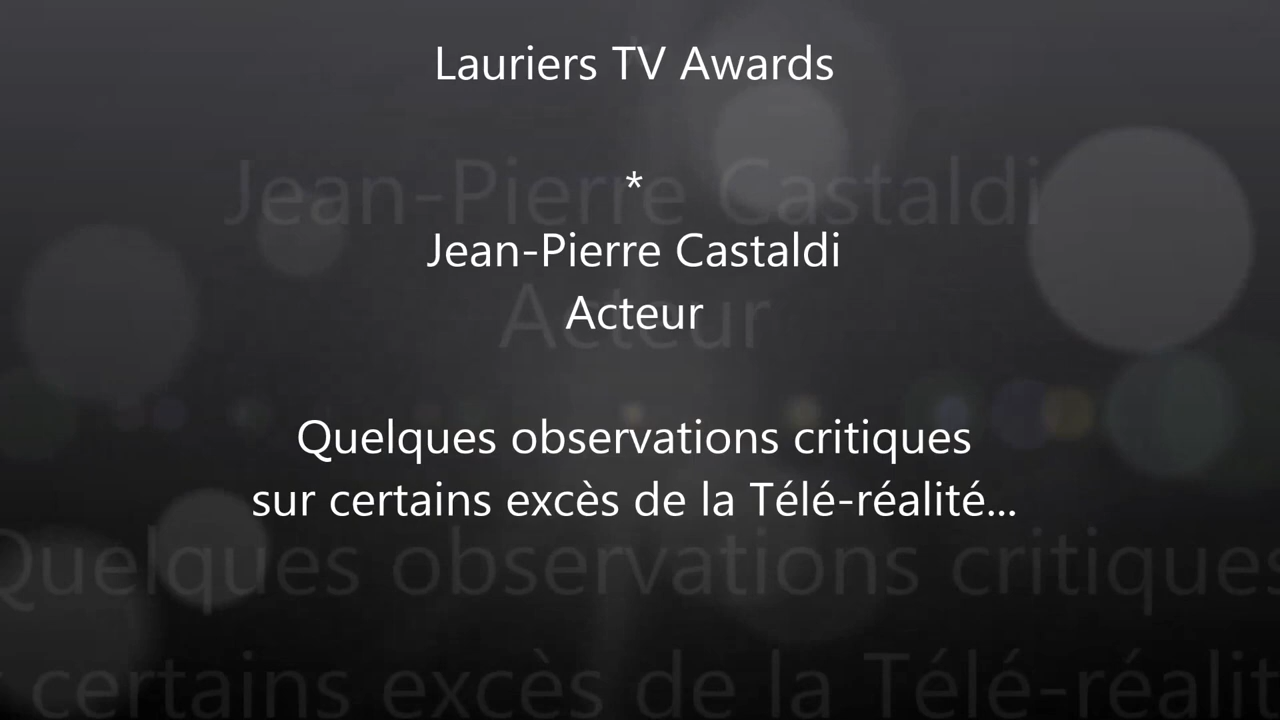 Lauriers TV Awards
*
Jean-Pierre Castaldi
Acteur
Quelques observations critiques
sur certains excès de la Télé-réalité...